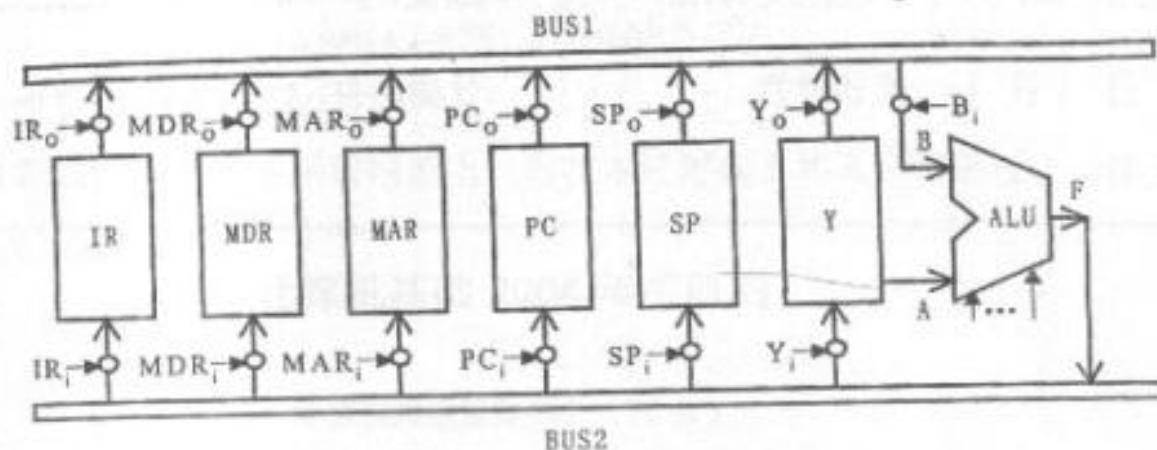 BUS1
IRo MDRo MARo PCo SPo Yo Bi
B
IR MDR MAR PC SP Y ALU F
A ...
IRi MDRi MARi PCi SPi Yi
BUS2